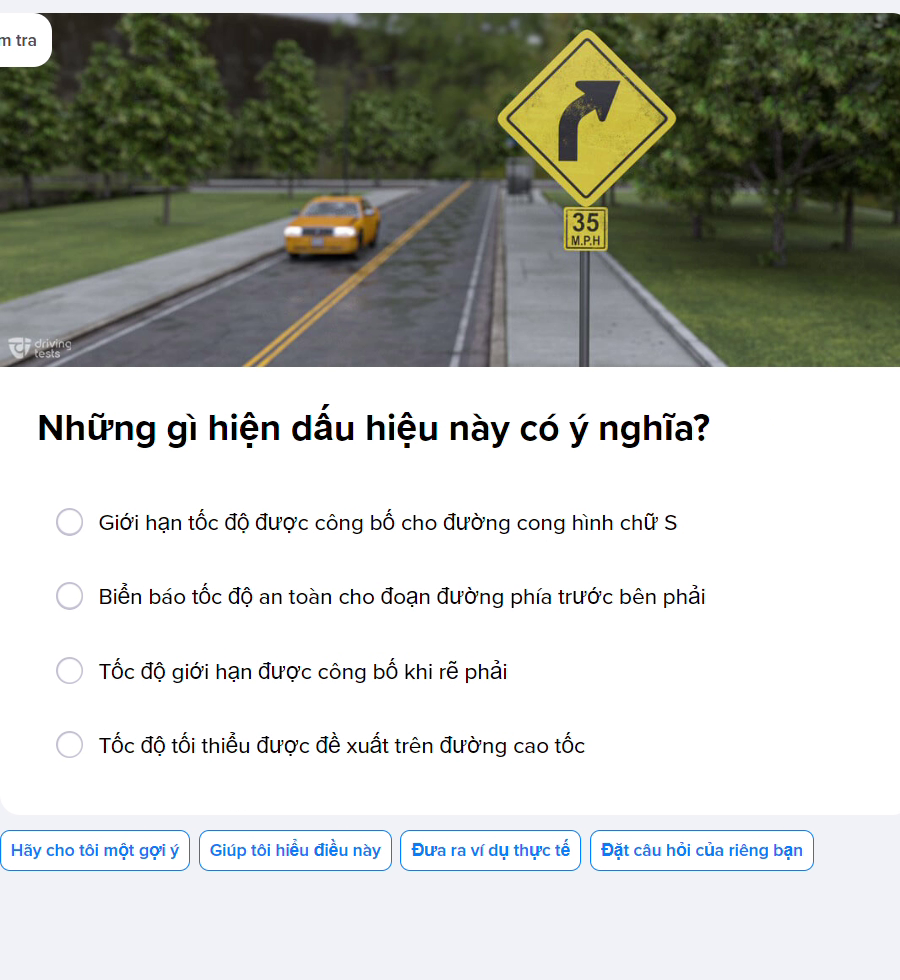 m tra
35
M.P.H
driving
tests
Những gì hiện dấu hiệu này có ý nghĩa?
Giới hạn tốc độ được công bố cho đường cong hình chữ S
Biển báo tốc độ an toàn cho đoạn đường phía trước bên phải
Tốc độ giới hạn được công bố khi rẽ phải
Tốc độ tối thiểu được đề xuất trên đường cao tốc
Hãy cho tôi một gợi ý
Giúp tôi hiểu điều này
Đưa ra ví dụ thực tế
Đặt câu hỏi của riêng bạn